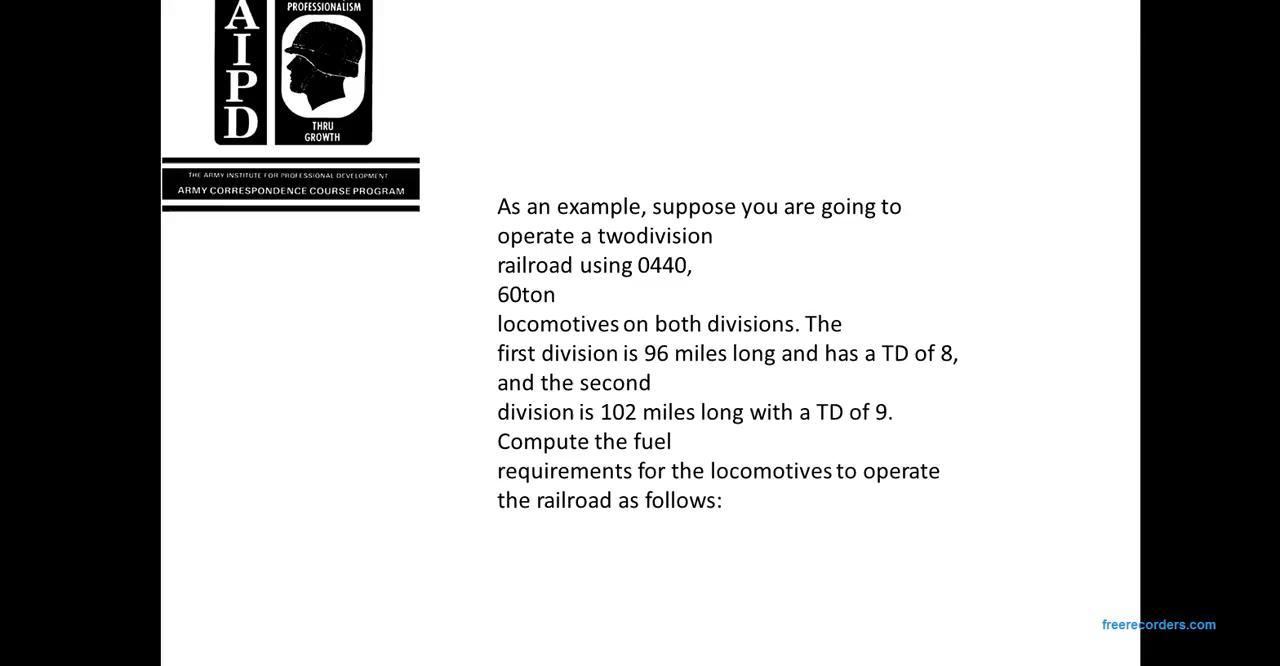 A
I
P
D
PROFESSIONALISM
THRU
GROWTH
THE ARMY INSTITUTE FOR PROFESSIONAL DEVELOPMENT
ARMY CORRESPONDENCE COURSE PROGRAM
As an example, suppose you are going to
operate a twodivision
railroad using 0440,
60ton
locomotives on both divisions. The
first division is 96 miles long and has a TD of 8,
and the second
division is 102 miles long with a TD of 9.
Compute the fuel
requirements for the locomotives to operate
the railroad as follows:
freerecorders.com